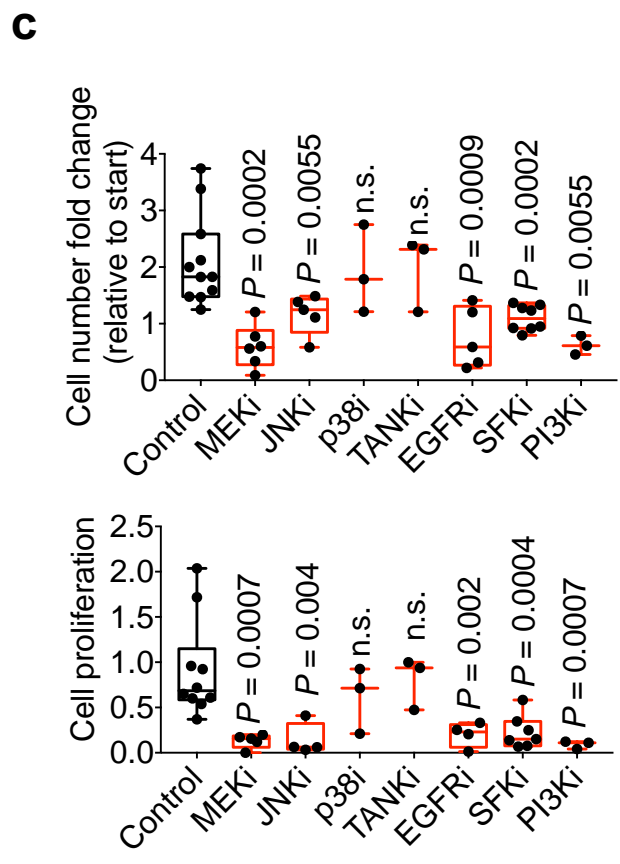 c
Cell number fold change
(relative to start)
4
3
2
1
0
P = 0.0002
P = 0.0055
n.s.
n.s.
P = 0.0009
P = 0.0002
P = 0.0055
Control
MEKi
JNKi
p38i
TANKi
EGFRi
SFKi
PI3Ki
Cell proliferation
2.5
2.0
1.5
1.0
0.5
0.0
P = 0.0007
P = 0.004
n.s.
n.s.
P = 0.002
P = 0.0004
P = 0.0007
Control
MEKi
JNKi
p38i
TANKi
EGFRi
SFKi
PI3Ki